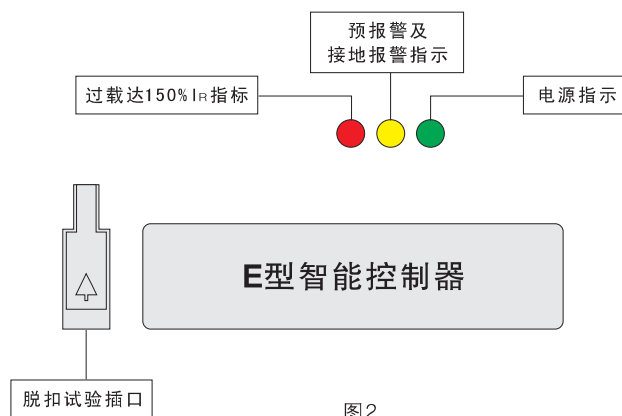 预报警及
接地报警指示
过载达150%IR指标
电源指示
E型智能控制器
脱扣试验插口
图2